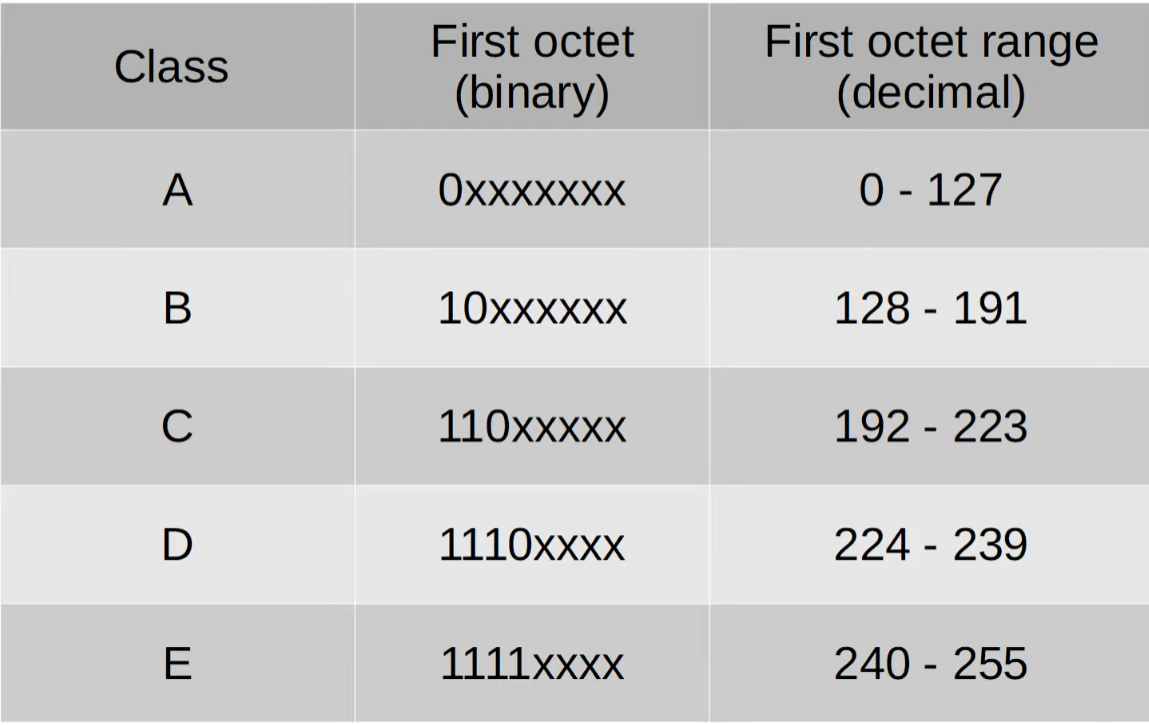 Class
First octet
(binary)
First octet range
(decimal)
A
0xxxxxxx
0 - 127
B
10xxxxxx
128 - 191
C
110xxxxx
192 - 223
D
1110xxxx
224 - 239
E
1111xxxx
240 - 255